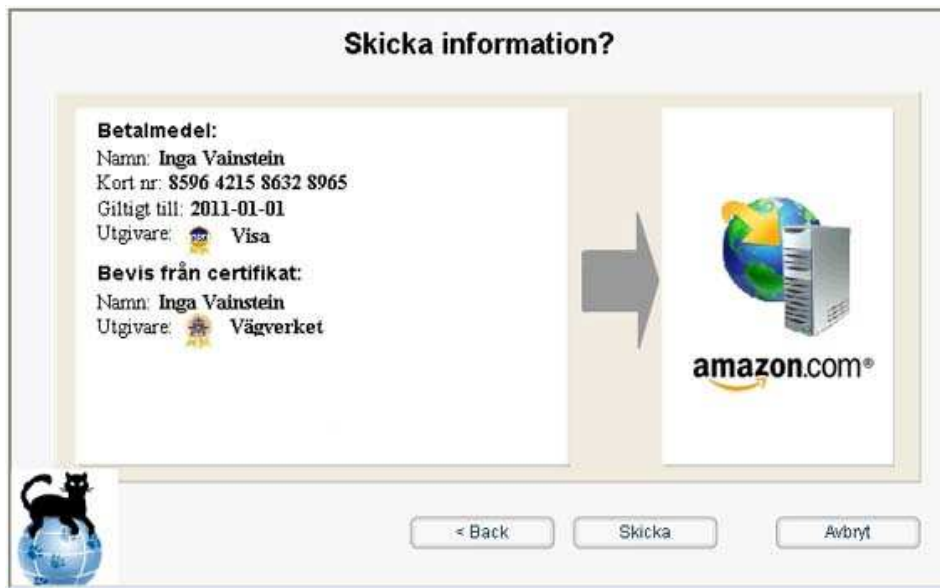 Skicka information?
Betalmedel:
Namn: Inga Vainstein
Kort nr: 8596 4215 8632 8965
Giltigt till: 2011-01-01
Utgivare: Visa
Bevis från certifikat:
Namn: Inga Vainstein
Utgivare: Vägverket
amazon.com®
< Back
Skicka
Avbryt